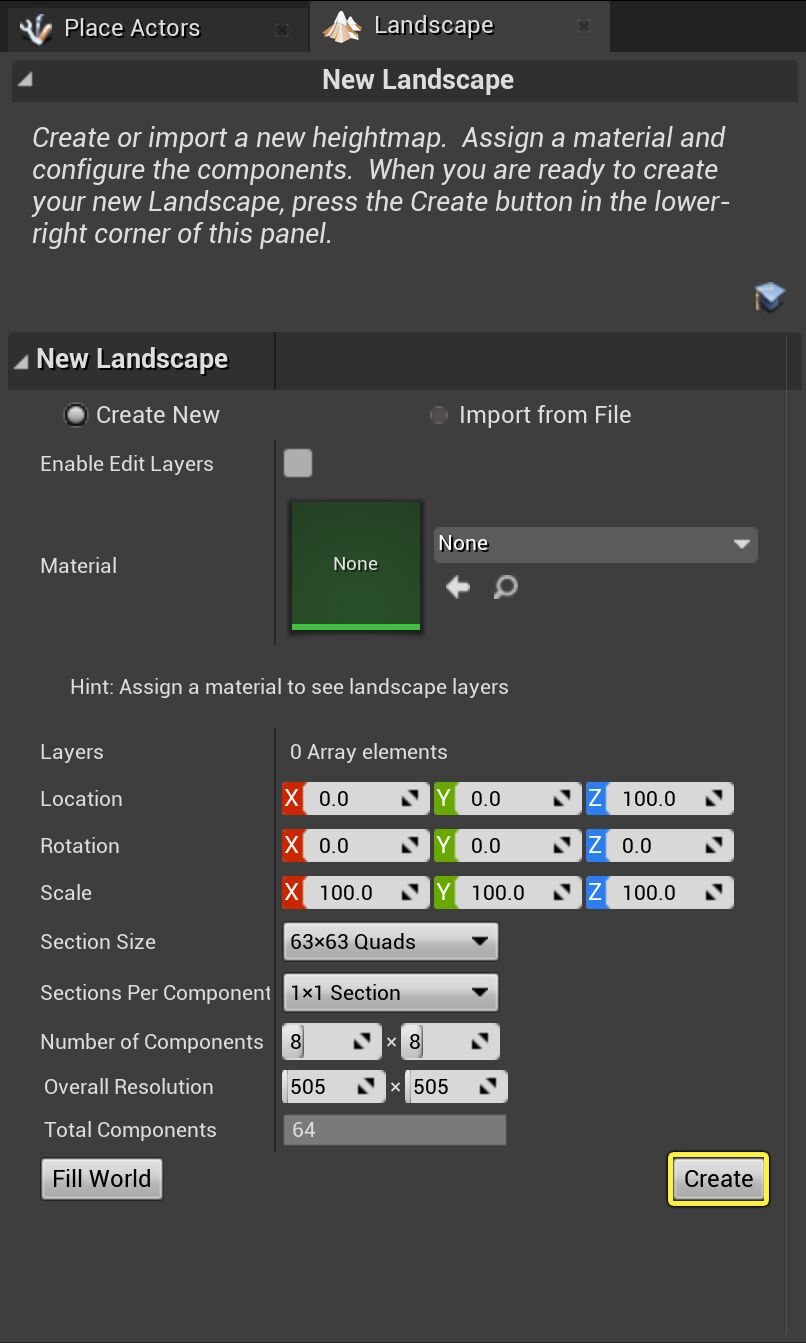 Place Actors
Landscape
New Landscape
Create or import a new heightmap.  Assign a material and
configure the components.  When you are ready to create
your new Landscape, press the Create button in the lower-
right corner of this panel.
New Landscape
Create New Import from File
Enable Edit Layers
Material None None
Hint: Assign a material to see landscape layers
Layers 0 Array elements
Location X 0.0 Y 0.0 Z 100.0
Rotation X 0.0 Y 0.0 Z 0.0
Scale X 100.0 Y 100.0 Z 100.0
Section Size 63×63 Quads
Sections Per Component 1×1 Section
Number of Components 8 × 8
Overall Resolution 505 × 505
Total Components 64
Fill World Create